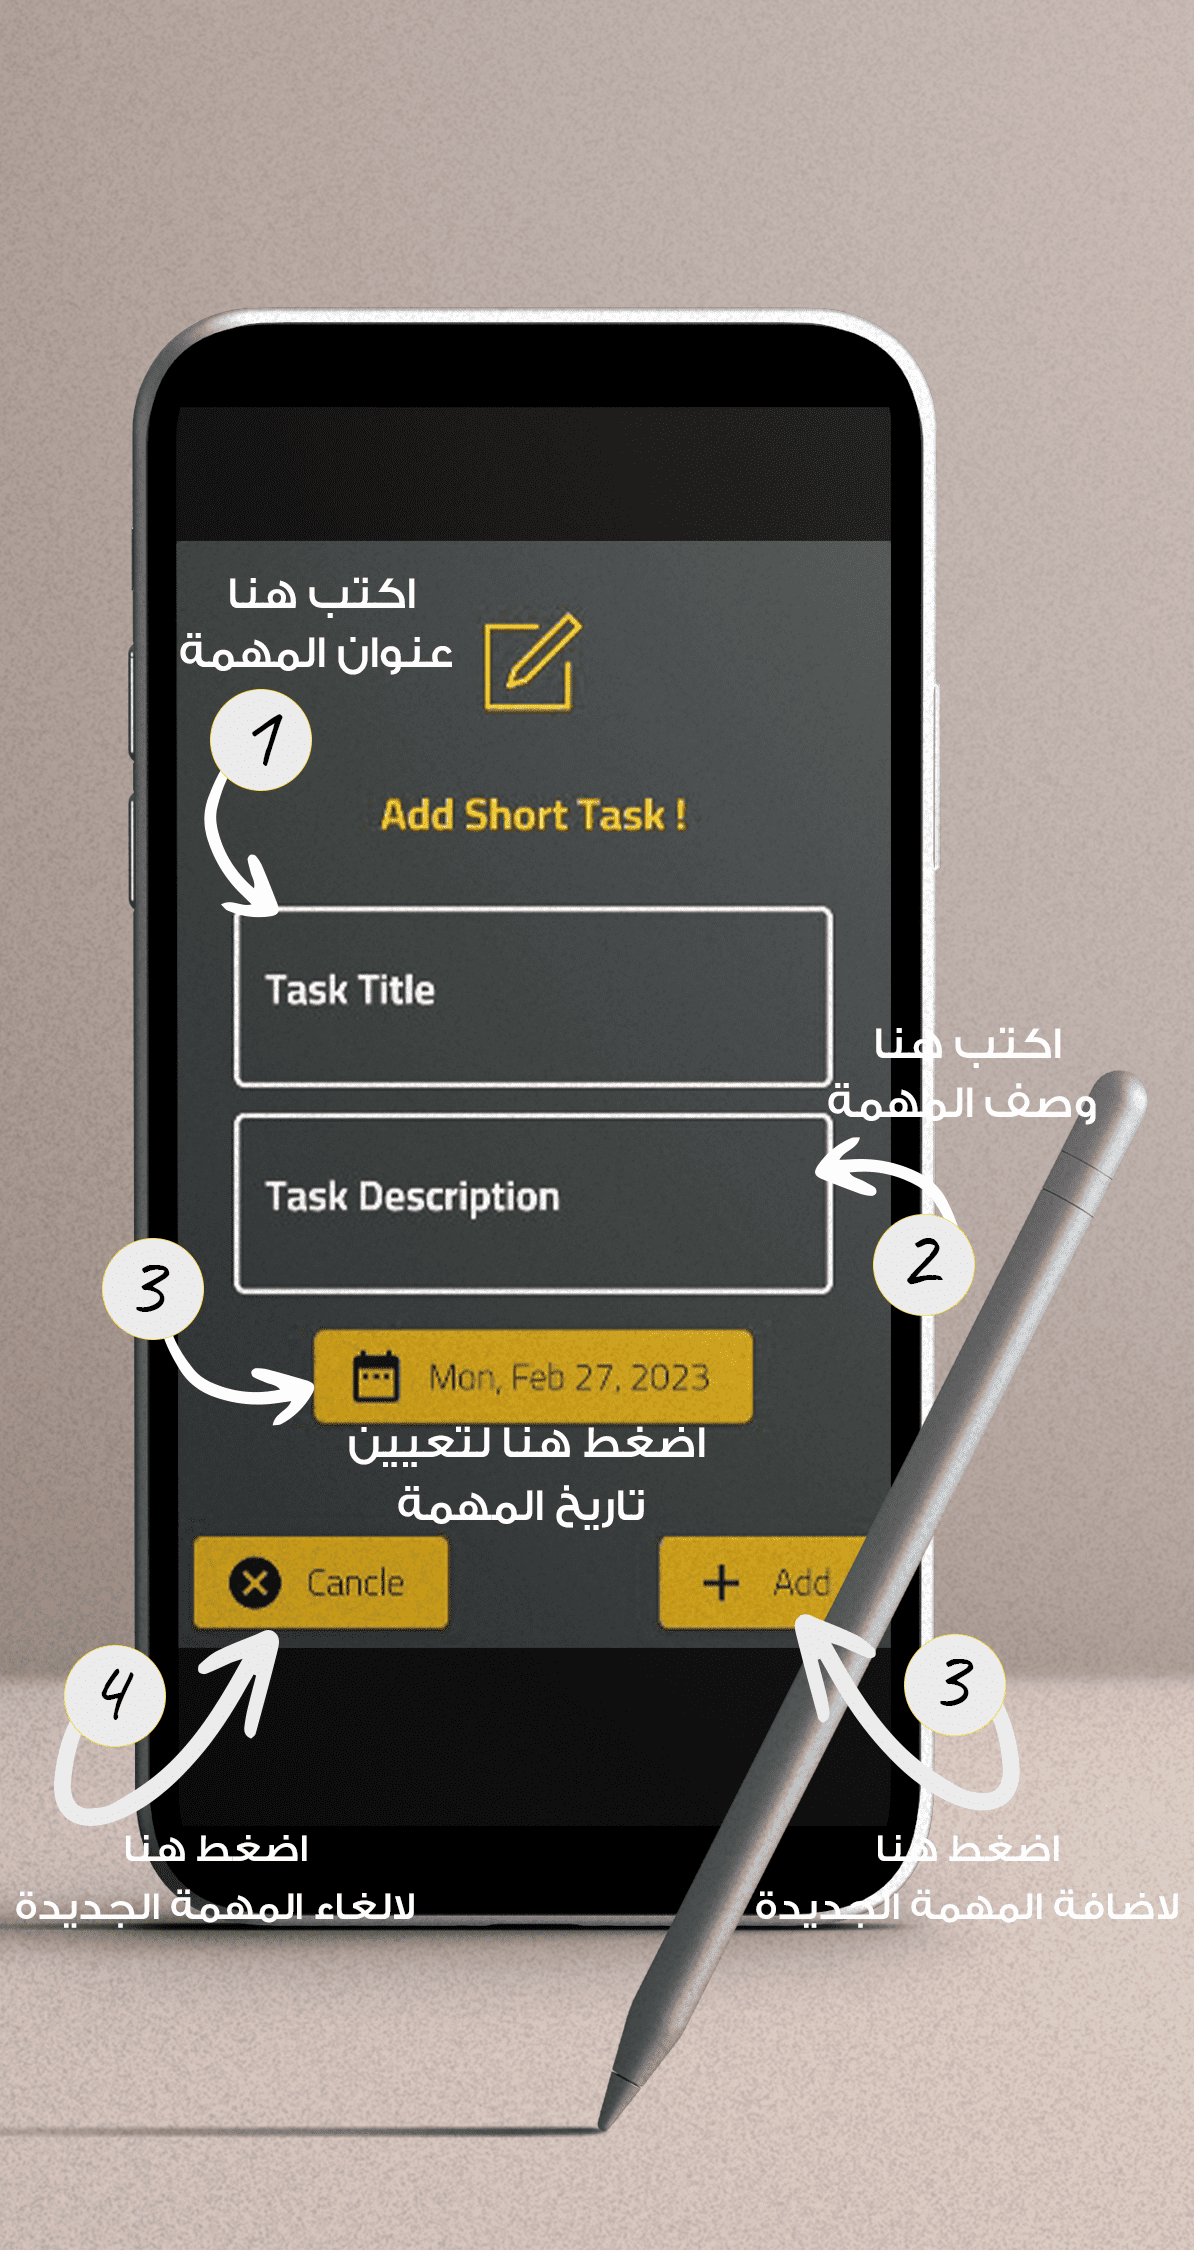 اكتب هنا
عنوان المهمة
1
Add Short Task !
Task Title
اكتب هنا
وصف المهمة
Task Description
2
3
Mon, Feb 27, 2023
اضغط هنا لتعيين
تاريخ المهمة
Cancle
Add
4
3
اضغط هنا
لالغاء المهمة الجديدة
اضغط هنا
لاضافة المهمة الجديدة